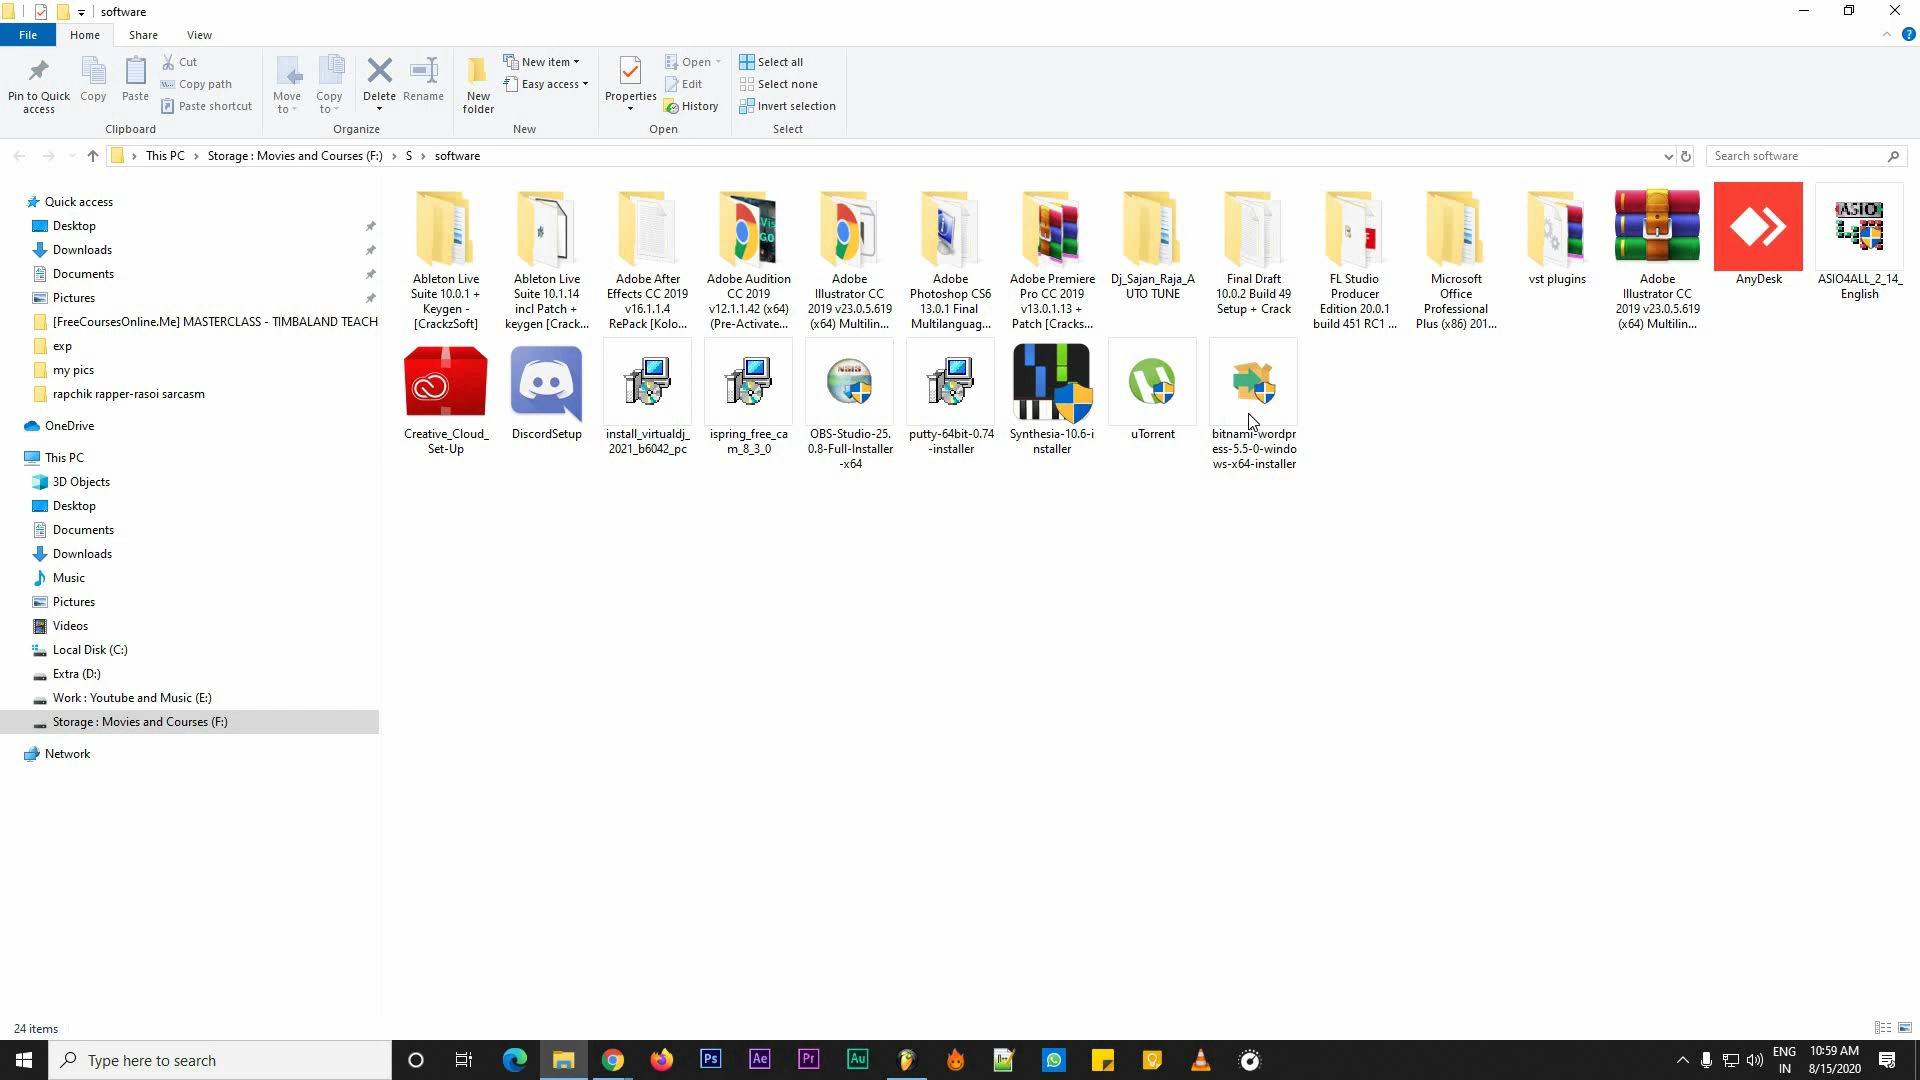 software
File
Home
Share
View
Pin to Quick
access
Copy
Paste
Cut
Copy path
Paste shortcut
Clipboard
Move
to
Copy
to
Delete
Rename
Organize
New
folder
New item
Easy access
New
Properties
Open
Edit
History
Open
Select all
Select none
Invert selection
Select
This PC
Storage : Movies and Courses (F:)
S
software
Search software
Quick access
Desktop
Downloads
Documents
Pictures
[FreeCoursesOnline.Me] MASTERCLASS - TIMBALAND TEACH
exp
my pics
rapchik rapper-rasoi sarcasm
OneDrive
This PC
3D Objects
Desktop
Documents
Downloads
Music
Pictures
Videos
Local Disk (C:)
Extra (D:)
Work : Youtube and Music (E:)
Storage : Movies and Courses (F:)
Network
Ableton Live
Suite 10.0.1 +
Keygen -
[CrackzSoft]
Ableton Live
Suite 10.1.14
incl Patch +
keygen [Crack...
Adobe After
Effects CC 2019
v16.1.1.4
RePack [Kolo...
Adobe Audition
CC 2019
v12.1.1.42 (x64)
(Pre-Activate...
Adobe
Illustrator CC
2019 v23.0.5.619
(x64) Multilin...
Adobe
Photoshop CS6
13.0.1 Final
Multilanguag...
Adobe Premiere
Pro CC 2019
v13.0.1.13 +
Patch [Cracks...
Dj_Sajan_Raja_A
UTO TUNE
Final Draft
10.0.2 Build 49
Setup + Crack
FL Studio
Producer
Edition 20.0.1
build 451 RC1 ...
Microsoft
Office
Professional
Plus (x86) 201...
vst plugins
Adobe
Illustrator CC
2019 v23.0.5.619
(x64) Multilin...
AnyDesk
ASIO
ASIO4ALL_2_14_
English
Creative_Cloud_
Set-Up
DiscordSetup
install_virtualdj_
2021_b6042_pc
ispring_free_ca
m_8_3_0
NSIS
OBS-Studio-25.
0.8-Full-Installer
-x64
putty-64bit-0.74
-installer
Synthesia-10.6-i
nstaller
uTorrent
bitnami-wordpr
ess-5.5-0-windo
ws-x64-installer
24 items
Type here to search
Ps
Ae
Pr
Au
ENG
IN
10:59 AM
8/15/2020